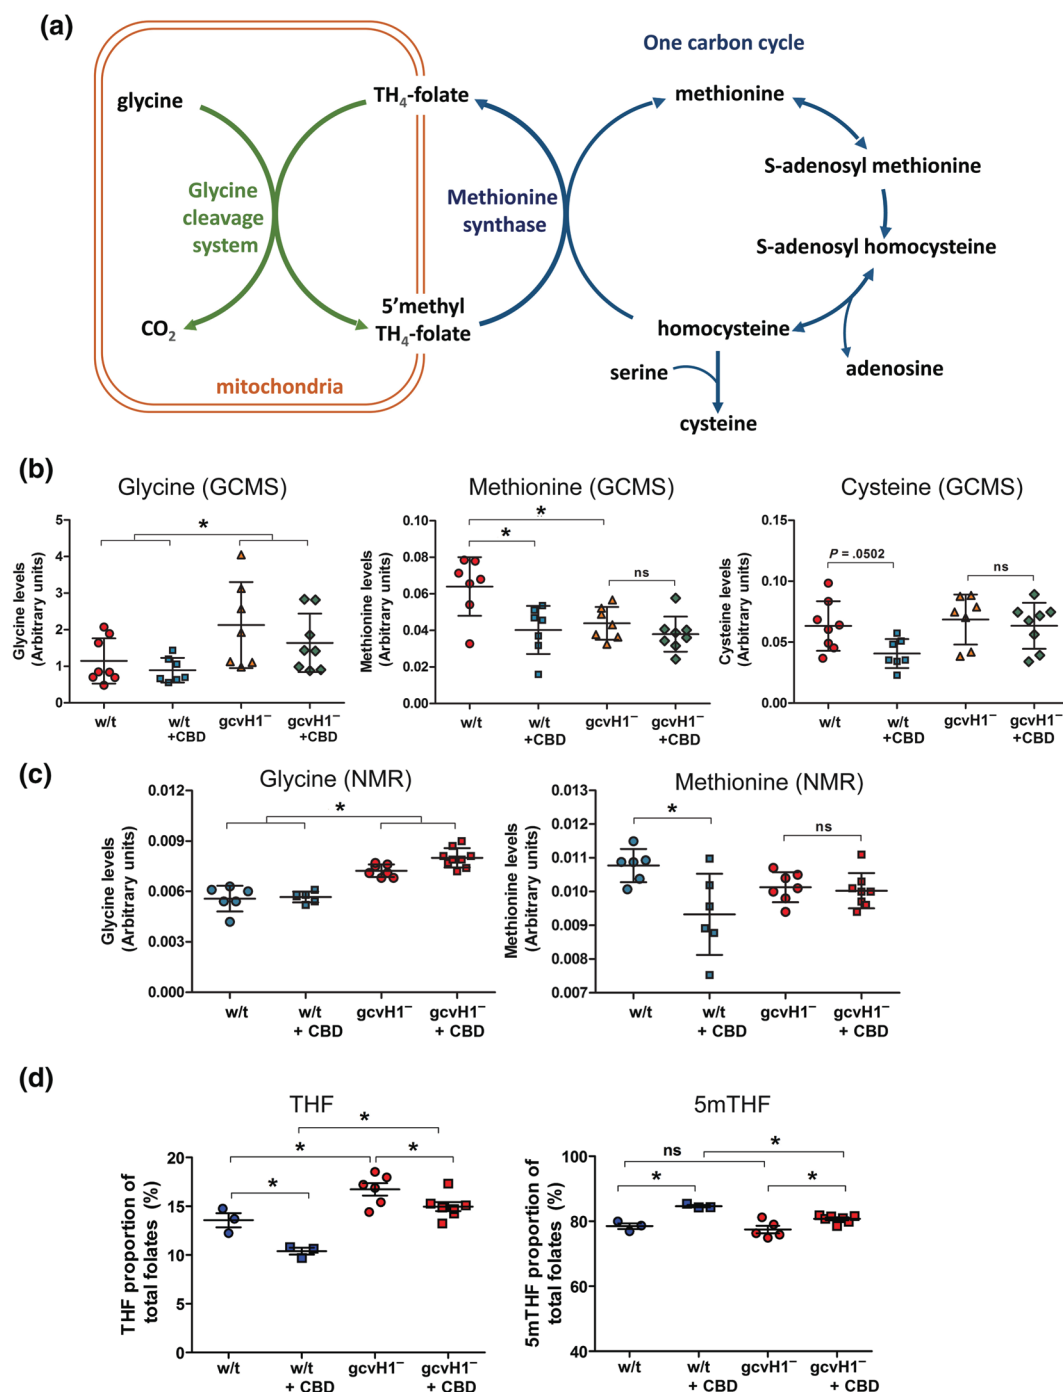 (a)
One carbon cycle
glycine
TH4-folate
methionine
S-adenosyl methionine
Glycine
cleavage
system
Methionine
synthase
S-adenosyl homocysteine
5'methyl
TH4-folate
CO2
homocysteine
serine
adenosine
mitochondria
cysteine
(b)
Glycine (GCMS)
Glycine levels
(Arbitrary units)
5
4
3
2
1
0
*
w/t
w/t
+CBD
gcvH1−
gcvH1−
+CBD
Methionine (GCMS)
Methionine levels
(Arbitrary units)
0.10
0.08
0.06
0.04
0.02
0.00
*
*
ns
w/t
w/t
+CBD
gcvH1−
gcvH1−
+CBD
Cysteine (GCMS)
Cysteine levels
(Arbitrary units)
0.15
0.10
0.05
0.00
P = .0502
ns
w/t
w/t
+CBD
gcvH1−
gcvH1−
+CBD
(c)
Glycine (NMR)
Glycine levels
(Arbitrary units)
0.012
0.009
0.006
0.003
0.000
*
w/t
w/t
+ CBD
gcvH1−
gcvH1−
+ CBD
Methionine (NMR)
Methionine levels
(Arbitrary units)
0.013
0.012
0.011
0.010
0.009
0.008
0.007
*
ns
w/t
w/t
+ CBD
gcvH1−
gcvH1−
+ CBD
(d)
THF
THF proportion of
total folates (%)
20
15
10
5
0
*
*
*
*
w/t
w/t
+ CBD
gcvH1−
gcvH1−
+ CBD
5mTHF
5mTHF proportion of
total folates (%)
100
80
60
40
ns
*
*
*
w/t
w/t
+ CBD
gcvH1−
gcvH1−
+ CBD